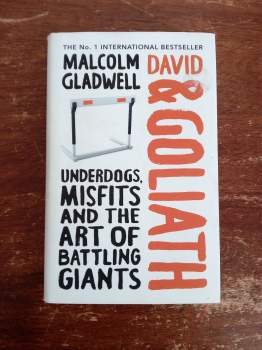 THE No. 1 INTERNATIONAL BESTSELLER
MALCOLM
GLADWELL
DAVID
& GOLIATH
UNDERDOGS,
MISFITS
AND THE
ART OF
BATTLING
GIANTS